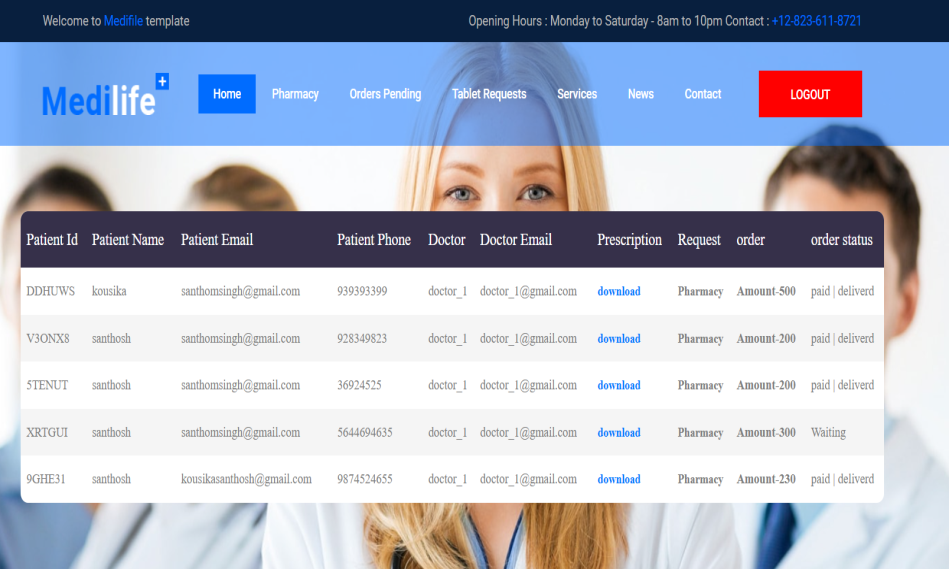 Welcome to Medifile template
Opening Hours : Monday to Saturday - 8am to 10pm Contact : +12-823-611-8721
Medilife+
Home Pharmacy Orders Pending Tablet Requests Services News Contact LOGOUT
Patient Id Patient Name Patient Email Patient Phone Doctor Doctor Email Prescription Request order order status
DDHUWS kousika santhomsingh@gmail.com 939393399 doctor_1 doctor_1@gmail.com download Pharmacy Amount-500 paid | deliverd
V3ONX8 santhosh santhomsingh@gmail.com 928349823 doctor_1 doctor_1@gmail.com download Pharmacy Amount-200 paid | deliverd
5TENUT santhosh santhomsingh@gmail.com 36924525 doctor_1 doctor_1@gmail.com download Pharmacy Amount-200 paid | deliverd
XRTGUI santhosh santhomsingh@gmail.com 5644694635 doctor_1 doctor_1@gmail.com download Pharmacy Amount-300 Waiting
9GHE31 santhosh kousikasanthosh@gmail.com 9874524655 doctor_1 doctor_1@gmail.com download Pharmacy Amount-230 paid | deliverd